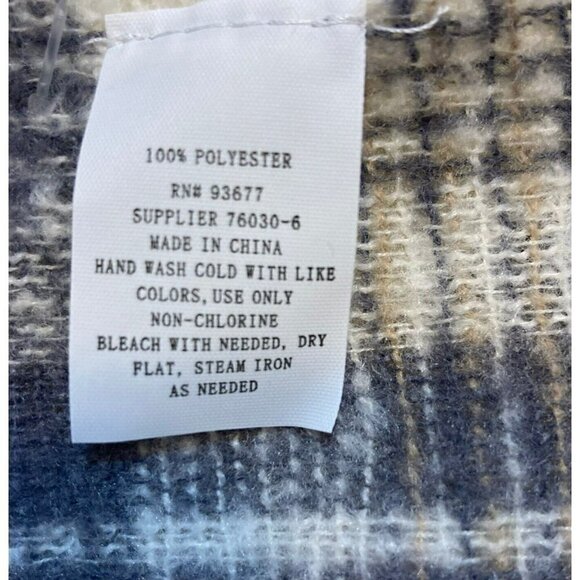 100% POLYESTER
RN# 93677
SUPPLIER 76030-6
MADE IN CHINA
HAND WASH COLD WITH LIKE
COLORS, USE ONLY
NON-CHLORINE
BLEACH WITH NEEDED, DRY
FLAT, STEAM IRON
AS NEEDED